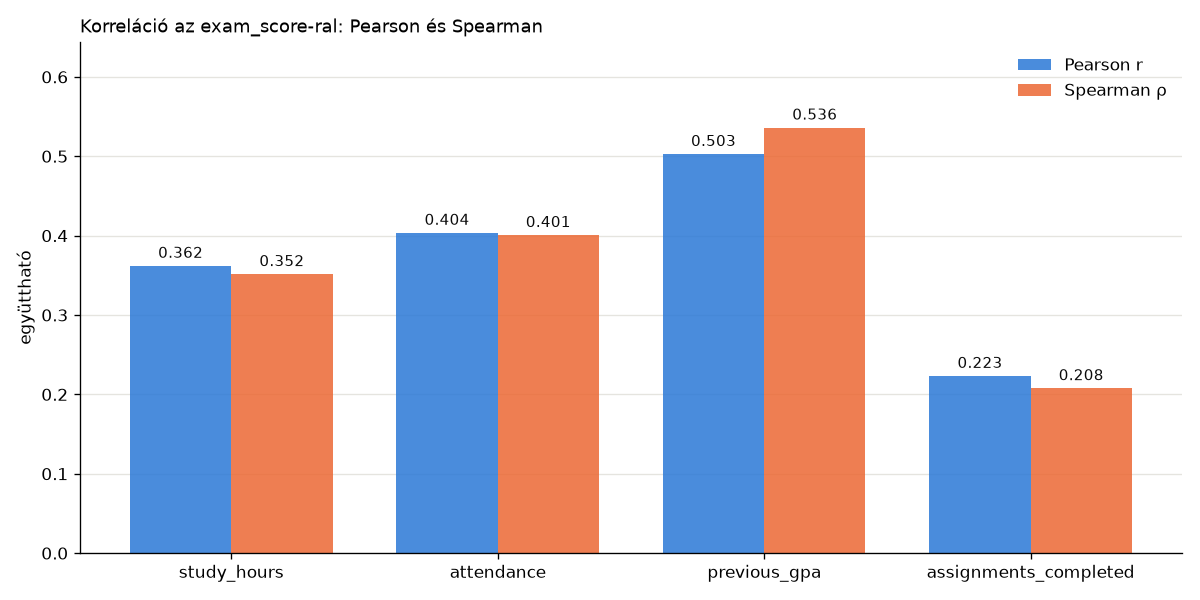 Korreláció az exam_score-ral: Pearson és Spearman
Pearson r
Spearman ρ
együttható
0.6
0.5
0.4
0.3
0.2
0.1
0.0
0.362
0.352
0.404
0.401
0.503
0.536
0.223
0.208
study_hours
attendance
previous_gpa
assignments_completed